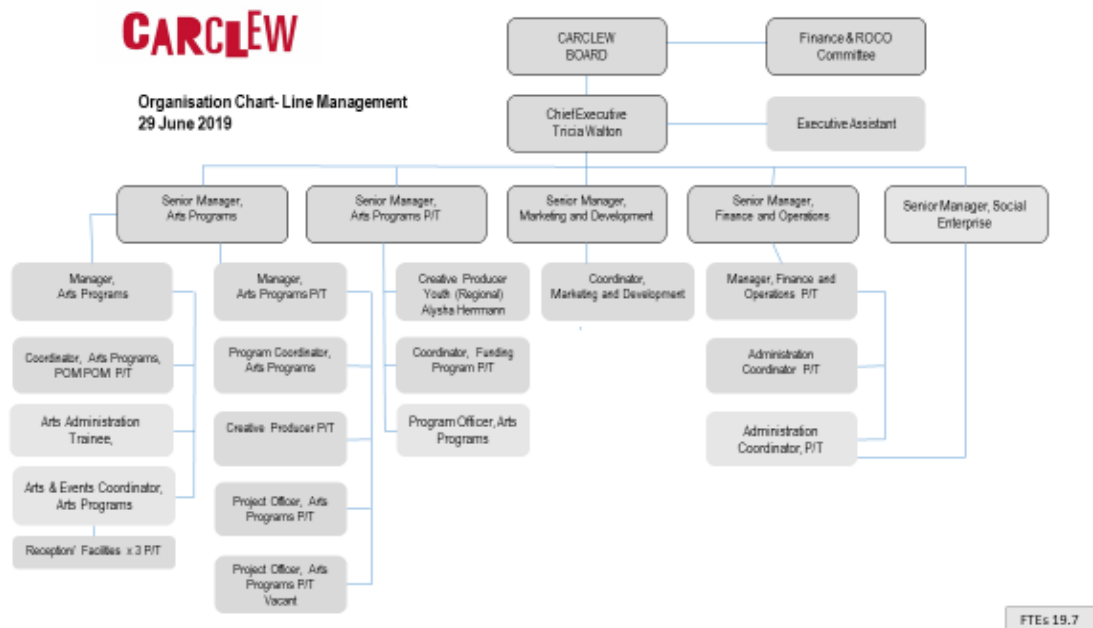 CARCLEW
Organisation Chart- Line Management
29 June 2019
CARCLEW
BOARD
Finance & ROCO
Committee
Chief Executive
Tricia Walton
Executive Assistant
Senior Manager,
Arts Programs
Senior Manager,
Arts Programs P/T
Senior Manager,
Marketing and Development
Senior Manager,
Finance and Operations
Senior Manager, Social
Enterprise
Manager,
Arts Programs
Coordinator, Arts Programs,
POM POM P/T
Arts Administration
Trainee,
Arts & Events Coordinator,
Arts Programs
Reception/ Facilities x 3 P/T
Manager,
Arts Programs P/T
Program Coordinator,
Arts Programs
Creative Producer P/T
Project Officer, Arts
Programs P/T
Project Officer, Arts
Programs P/T
Vacant
Creative Producer
Youth (Regional)
Alysha Herrmann
Coordinator, Funding
Program P/T
Program Officer, Arts
Programs
Coordinator,
Marketing and Development
Manager, Finance and
Operations P/T
Administration
Coordinator P/T
Administration
Coordinator, P/T
FTEs 19.7